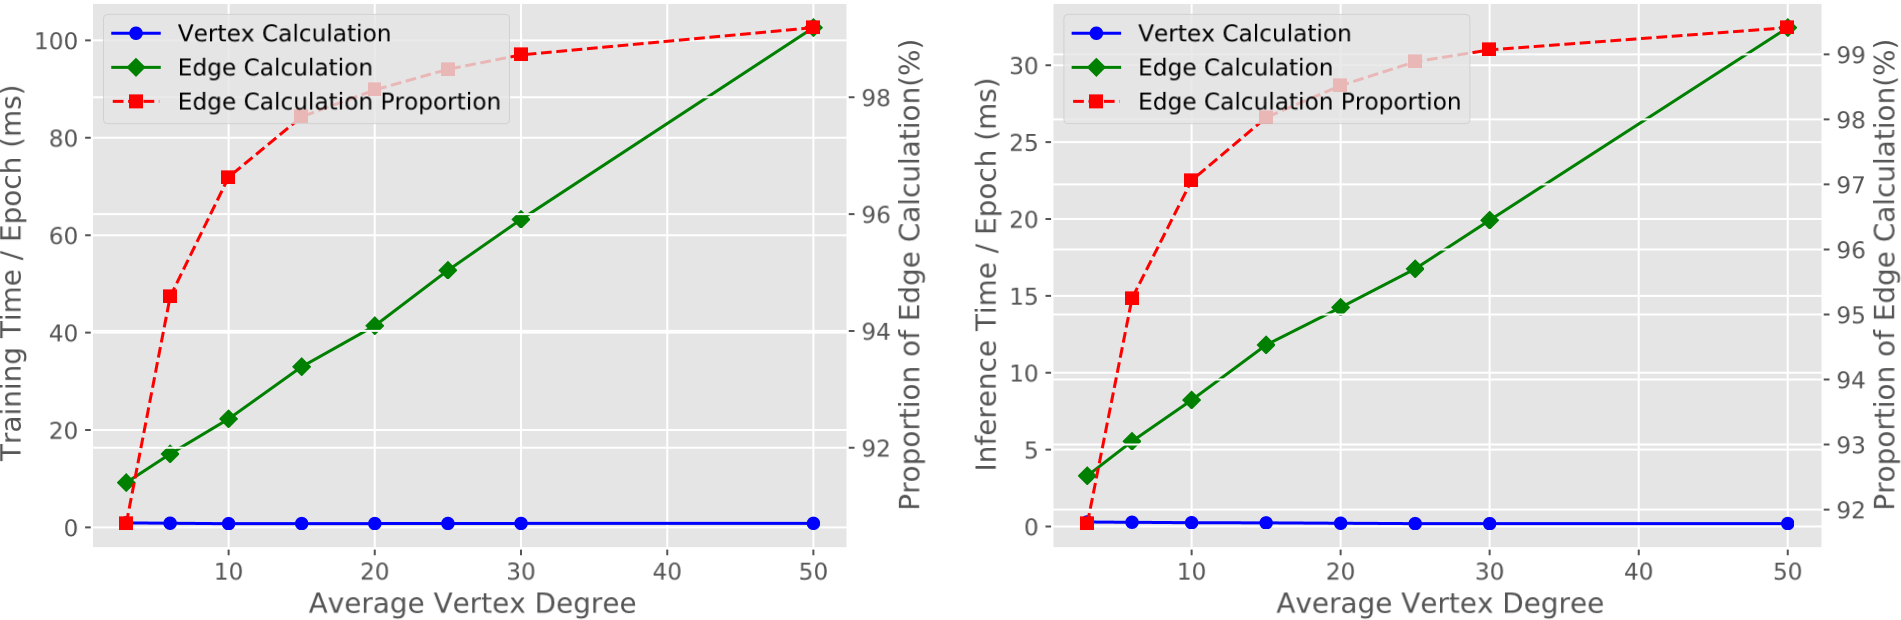 Vertex Calculation
Edge Calculation
Edge Calculation Proportion
Training Time / Epoch (ms)
100
80
60
40
20
0
98
96
94
92
Proportion of Edge Calculation(%)
10 20 30 40 50
Average Vertex Degree
Vertex Calculation
Edge Calculation
Edge Calculation Proportion
Inference Time / Epoch (ms)
30
25
20
15
10
5
0
99
98
97
96
95
94
93
92
Proportion of Edge Calculation(%)
10 20 30 40 50
Average Vertex Degree